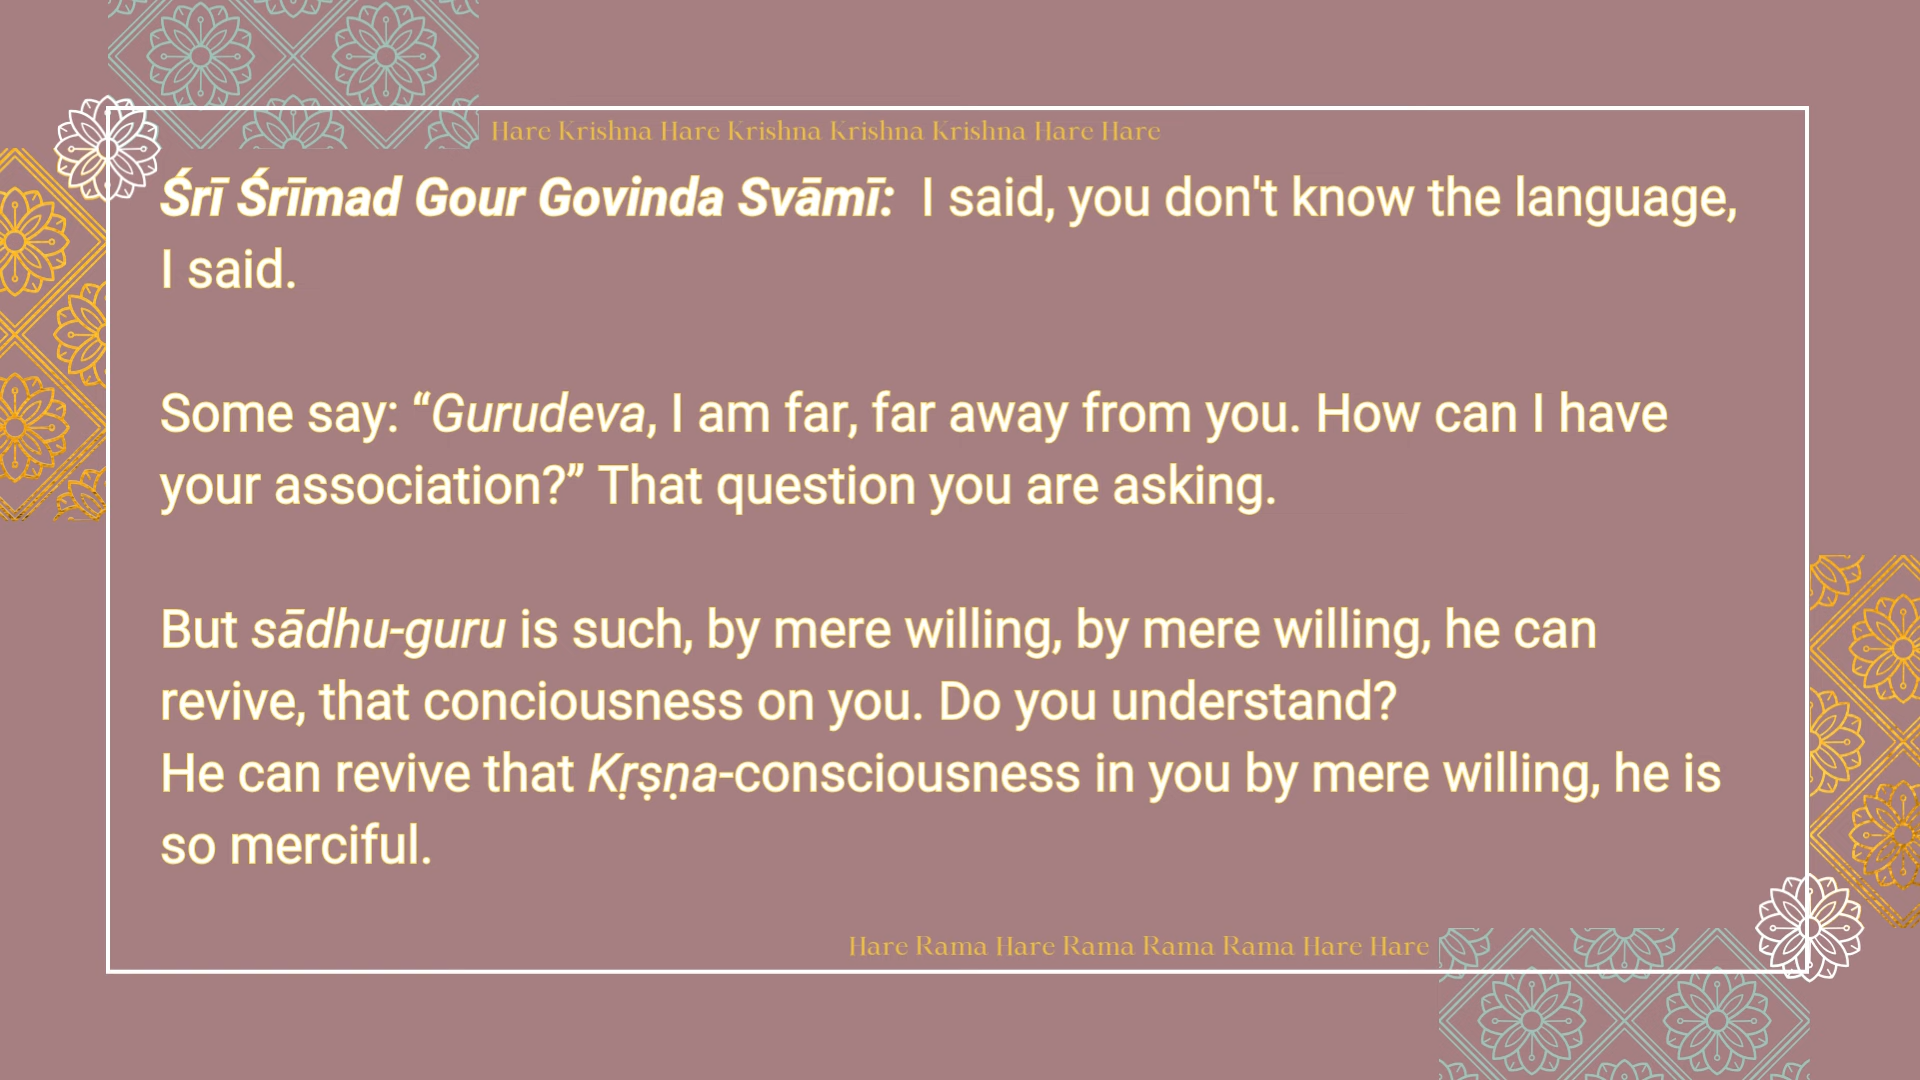 Hare Krishna Hare Krishna Krishna Krishna Hare Hare
Śrī Śrīmad Gour Govinda Svāmī: I said, you don't know the language,
I said.
Some say: “Gurudeva, I am far, far away from you. How can I have
your association?” That question you are asking.
But sādhu-guru is such, by mere willing, by mere willing, he can
revive, that conciousness on you. Do you understand?
He can revive that Kṛṣṇa-consciousness in you by mere willing, he is
so merciful.
Hare Rama Hare Rama Rama Rama Hare Hare